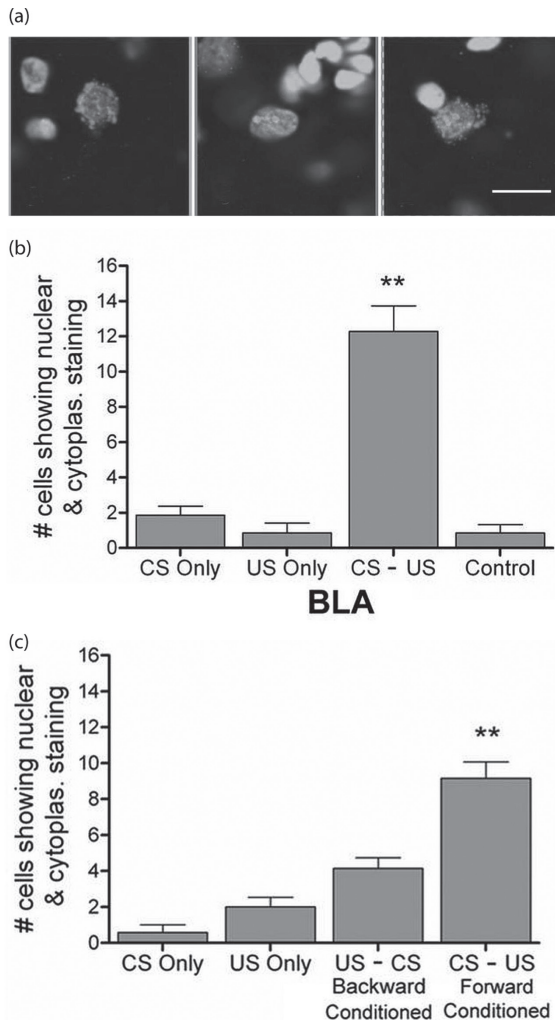 (a)
(b)
16
14
12
10
8
6
4
2
0
# cells showing nuclear
& cytoplas. staining
**
CS Only US Only CS - US Control
BLA
(c)
16
14
12
10
8
6
4
2
0
# cells showing nuclear
& cytoplas. staining
**
CS Only US Only US - CS CS - US
Backward Forward
Conditioned Conditioned